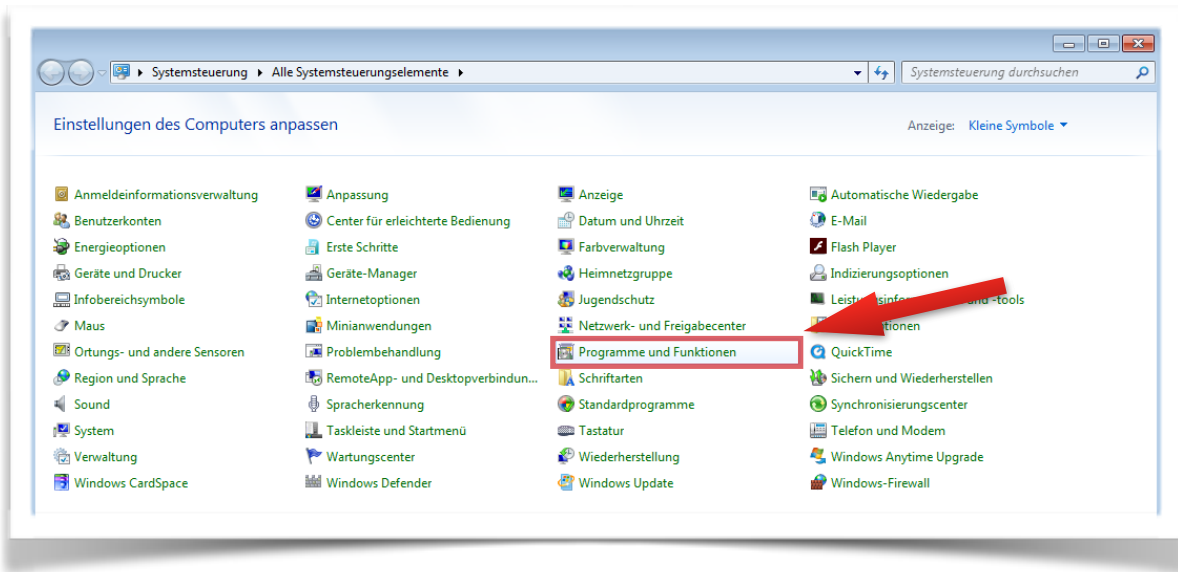 Systemsteuerung Alle Systemsteuerungselemente Systemsteuerung durchsuchen
Einstellungen des Computers anpassen Anzeige: Kleine Symbole
Anmeldeinformationsverwaltung Anpassung Anzeige Automatische Wiedergabe
Benutzerkonten Center für erleichterte Bedienung Datum und Uhrzeit E-Mail
Energieoptionen Erste Schritte Farbverwaltung Flash Player
Geräte und Drucker Geräte-Manager Heimnetzgruppe Indizierungsoptionen
Infobereichsymbole Internetoptionen Jugendschutz -tools
Maus Minianwendungen Netzwerk- und Freigabecenter
Ortungs- und andere Sensoren Problembehandlung Programme und Funktionen QuickTime
Region und Sprache RemoteApp- und Desktopverbindun... Schriftarten Sichern und Wiederherstellen
Sound Spracherkennung Standardprogramme Synchronisierungscenter
System Taskleiste und Startmenü Tastatur Telefon und Modem
Verwaltung Wartungscenter Wiederherstellung Windows Anytime Upgrade
Windows CardSpace Windows Defender Windows Update Windows-Firewall